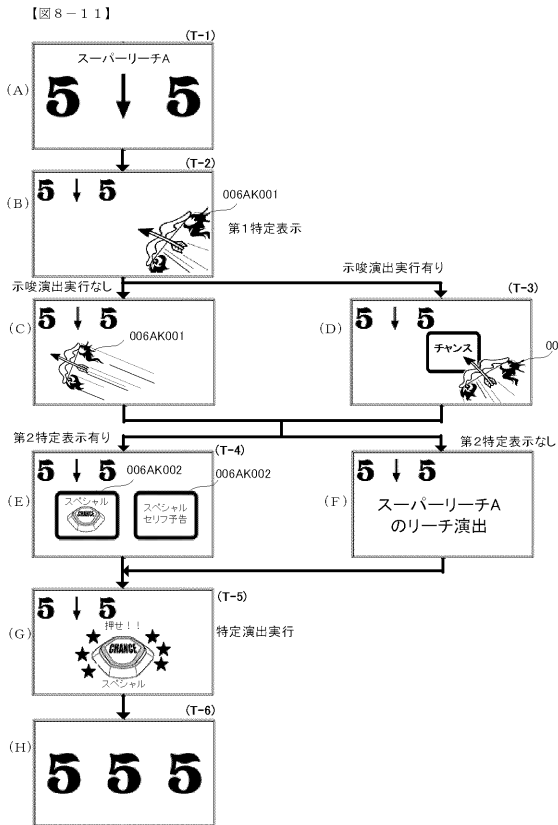 【図８－１１】
(T-1)
(A)
スーパーリーチA
5 ↓ 5
(T-2)
(B)
5 ↓ 5
006AK001
第１特定表示
示唆演出実行なし
示唆演出実行有り
(T-3)
(C)
5 ↓ 5
006AK001
(D)
5 ↓ 5
チャンス
00
第２特定表示有り
第２特定表示なし
(T-4)
006AK002
006AK002
(E)
5 ↓ 5
スペシャル
CHANCE
スペシャル
セリフ予告
(F)
5 ↓ 5
スーパーリーチA
のリーチ演出
(T-5)
(G)
5 ↓ 5
押せ！！
CHANCE
スペシャル
特定演出実行
(T-6)
(H)
5 5 5